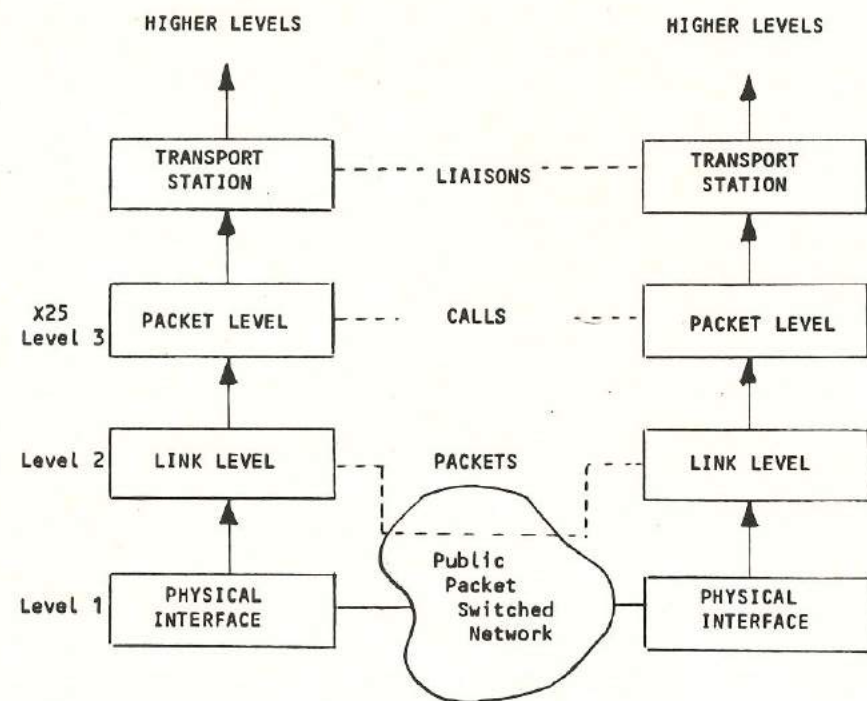 HIGHER LEVELS
HIGHER LEVELS
TRANSPORT
STATION
LIAISONS
TRANSPORT
STATION
X25
Level 3
PACKET LEVEL
CALLS
PACKET LEVEL
Level 2
LINK LEVEL
PACKETS
LINK LEVEL
Public
Packet
Switched
Network
Level 1
PHYSICAL
INTERFACE
PHYSICAL
INTERFACE